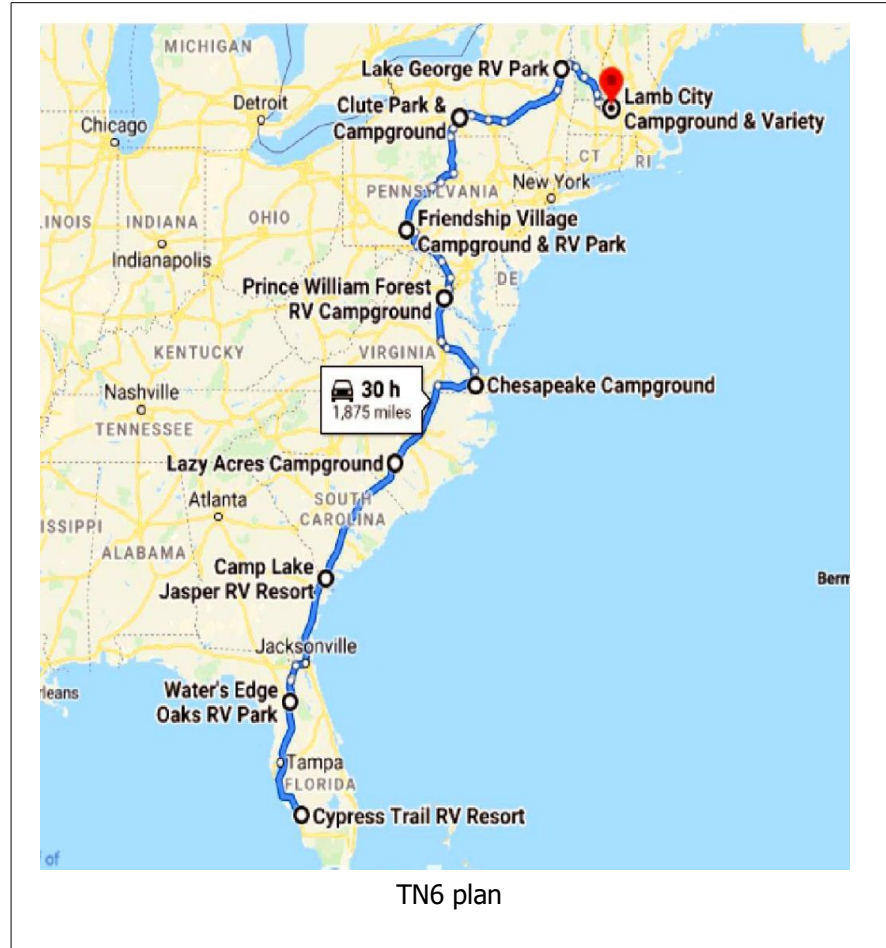 MICHIGAN
Lake George RV Park
Detroit
Clute Park &
Campground
Lamb City
Campground & Variety
Chicago
CT
RI
New York
PENNSYLVANIA
INOIS
INDIANA
OHIO
Indianapolis
Friendship Village
Campground & RV Park
DE
Prince William Forest
RV Campground
KENTUCKY
VIRGINIA
30 h
1,875 miles
Chesapeake Campground
Nashville
TENNESSEE
Lazy Acres Campground
Atlanta
SOUTH
CAROLINA
ISSIPPI
ALABAMA
Camp Lake
Jasper RV Resort
Berm
Jacksonville
rleans
Water's Edge
Oaks RV Park
Tampa
FLORIDA
Cypress Trail RV Resort
of
TN6 plan